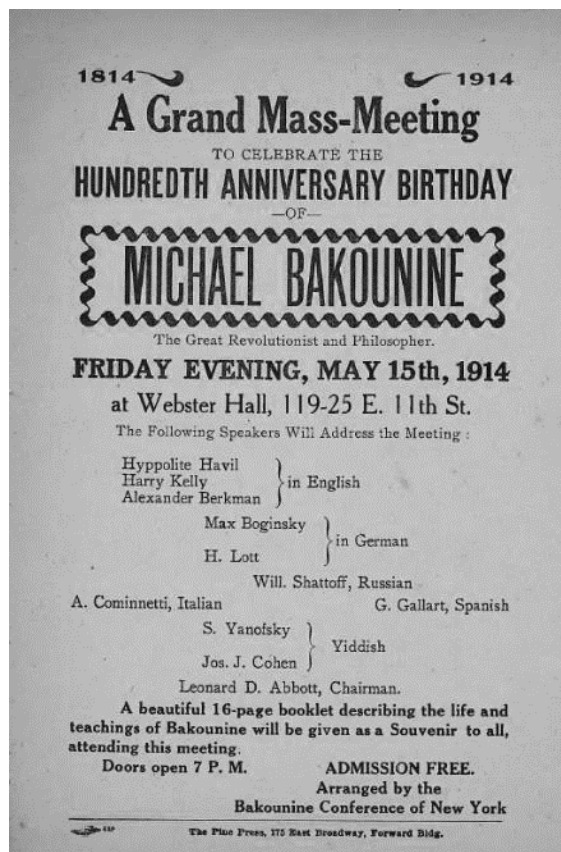 1814 1914
A Grand Mass-Meeting
TO CELEBRATE THE
HUNDREDTH ANNIVERSARY BIRTHDAY
—OF—
MICHAEL BAKOUNINE
The Great Revolutionist and Philosopher.
FRIDAY EVENING, MAY 15th, 1914
at Webster Hall, 119-25 E. 11th St.
The Following Speakers Will Address the Meeting :
Hyppolite Havil
Harry Kelly
Alexander Berkman
in English
Max Boginsky
H. Lott
in German
Will. Shattoff, Russian
A. Cominnetti, Italian G. Gallart, Spanish
S. Yanofsky
Jos. J. Cohen
Yiddish
Leonard D. Abbott, Chairman.
A beautiful 16-page booklet describing the life and
teachings of Bakounine will be given as a Souvenir to all,
attending this meeting.
Doors open 7 P. M. ADMISSION FREE.
Arranged by the
Bakounine Conference of New York
The Pine Press, 175 East Broadway, Forward Bldg.